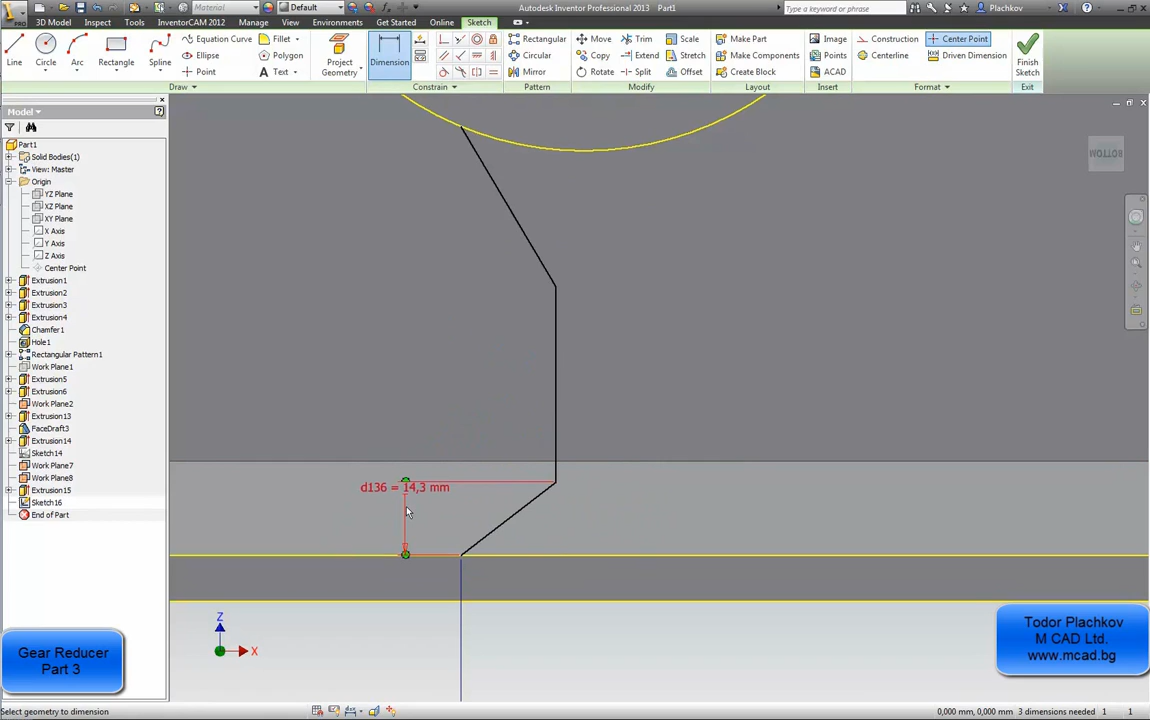 Autodesk Inventor Professional 2013 Part1
Default
Material
Type a keyword or phrase
Plachkov
3D Model Inspect Tools InventorCAM 2012 Manage View Environments Get Started Online Sketch
Line Circle Arc Rectangle Spline
Equation Curve
Ellipse
Point
Fillet
Polygon
Text
Project
Geometry
Dimension
Rectangular
Circular
Mirror
Move
Copy
Rotate
Trim
Extend
Split
Scale
Stretch
Offset
Make Part
Make Components
Create Block
Image
Points
ACAD
Construction
Centerline
Center Point
Driven Dimension
Finish
Sketch
Draw Constrain Pattern Modify Layout Insert Format Exit
Model
Part1
Solid Bodies(1)
View: Master
Origin
YZ Plane
XZ Plane
XY Plane
X Axis
Y Axis
Z Axis
Center Point
Extrusion1
Extrusion2
Extrusion3
Extrusion4
Chamfer1
Hole1
Rectangular Pattern1
Work Plane1
Extrusion5
Extrusion6
Work Plane2
Extrusion13
FaceDraft3
Extrusion14
Sketch14
Work Plane7
Work Plane8
Extrusion15
Sketch16
End of Part
BOTTOM
d136 = 14,3 mm
Z
X
Gear Reducer
Part 3
Todor Plachkov
M CAD Ltd.
www.mcad.bg
Select geometry to dimension
0,000 mm, 0,000 mm 3 dimensions needed 1 1